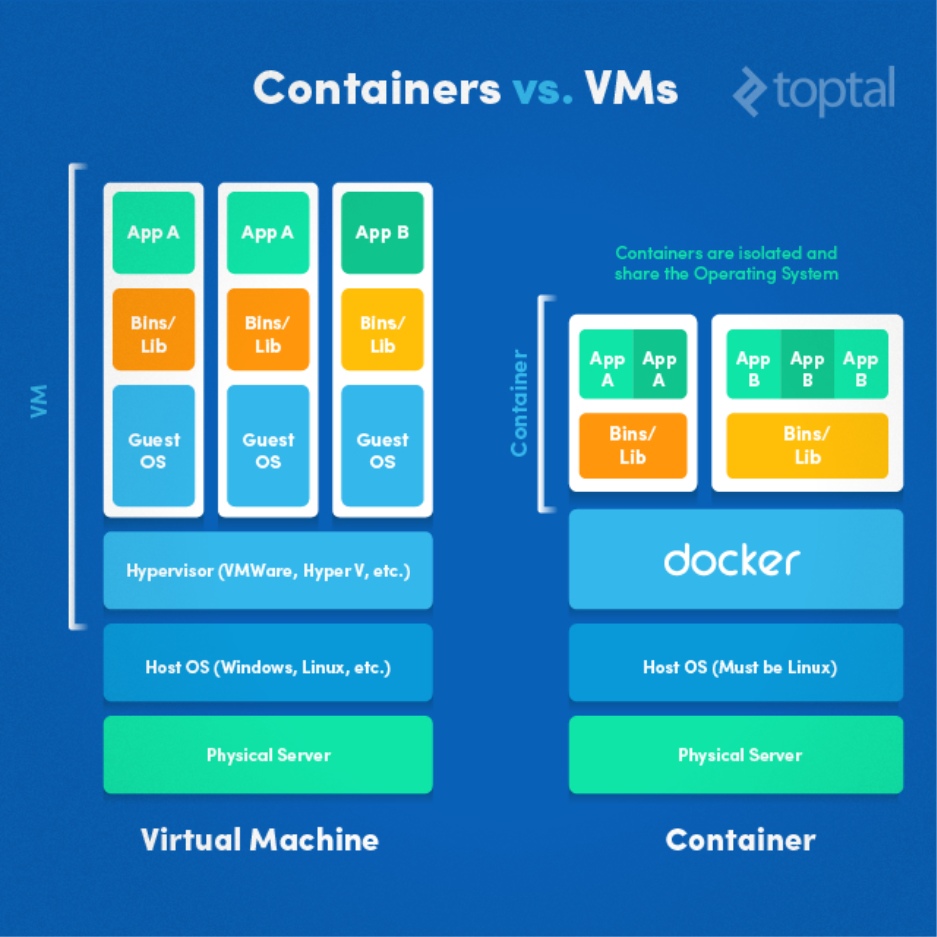 Containers vs. VMs
toptal
VM
App A
App A
App B
Bins/
Lib
Bins/
Lib
Bins/
Lib
Guest
OS
Guest
OS
Guest
OS
Hypervisor (VMWare, Hyper V, etc.)
Host OS (Windows, Linux, etc.)
Physical Server
Virtual Machine
Containers are isolated and
share the Operating System
Container
App
A
App
A
App
B
App
B
App
B
Bins/
Lib
Bins/
Lib
docker
Host OS (Must be Linux)
Physical Server
Container